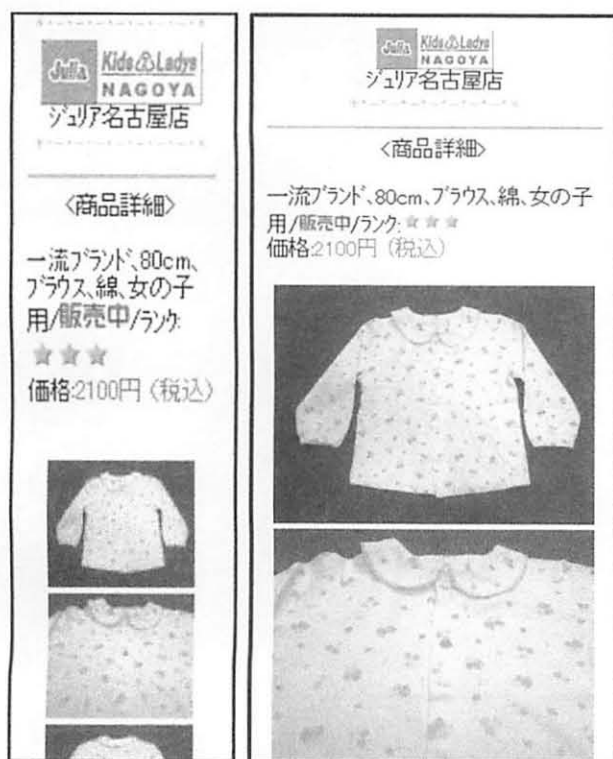 Julia
Kids & Ladys
NAGOYA
ジュリア名古屋店
<商品詳細>
一流ブランド、80cm、
ブラウス、綿、女の子
用/販売中/ランク:
★★★
価格:2100円(税込)
Julia
Kids & Ladys
NAGOYA
ジュリア名古屋店
<商品詳細>
一流ブランド、80cm、ブラウス、綿、女の子
用/販売中/ランク:★★★
価格:2100円(税込)